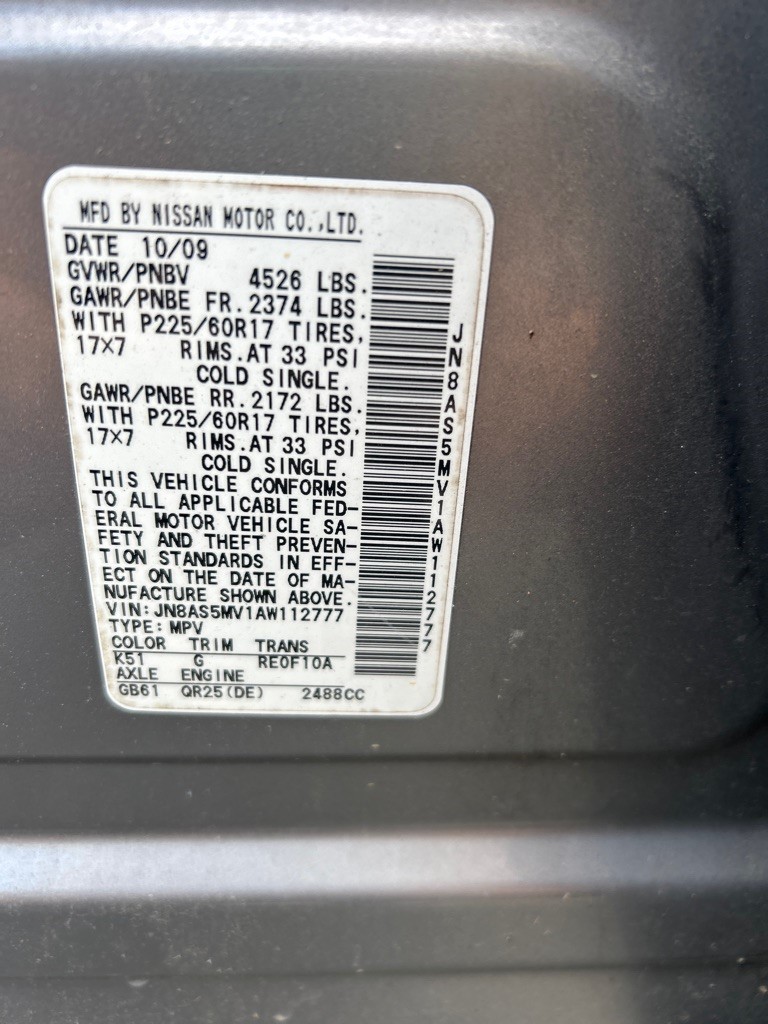 MFD BY NISSAN MOTOR CO.,LTD.
DATE 10/09
GVWR/PNBV 4526 LBS.
GAWR/PNBE FR.2374 LBS.
WITH P225/60R17 TIRES,
17×7 RIMS.AT 33 PSI
COLD SINGLE.
GAWR/PNBE RR.2172 LBS.
WITH P225/60R17 TIRES,
17×7 RIMS.AT 33 PSI
COLD SINGLE.
THIS VEHICLE CONFORMS
TO ALL APPLICABLE FED-
ERAL MOTOR VEHICLE SA-
FETY AND THEFT PREVEN-
TION STANDARDS IN EFF-
ECT ON THE DATE OF MA-
NUFACTURE SHOWN ABOVE.
VIN:JN8AS5MV1AW112777
TYPE:MPV
COLOR TRIM TRANS
K51 G RE0F10A
AXLE ENGINE
GB61 QR25(DE) 2488CC
JN8AS5MV1AW112777